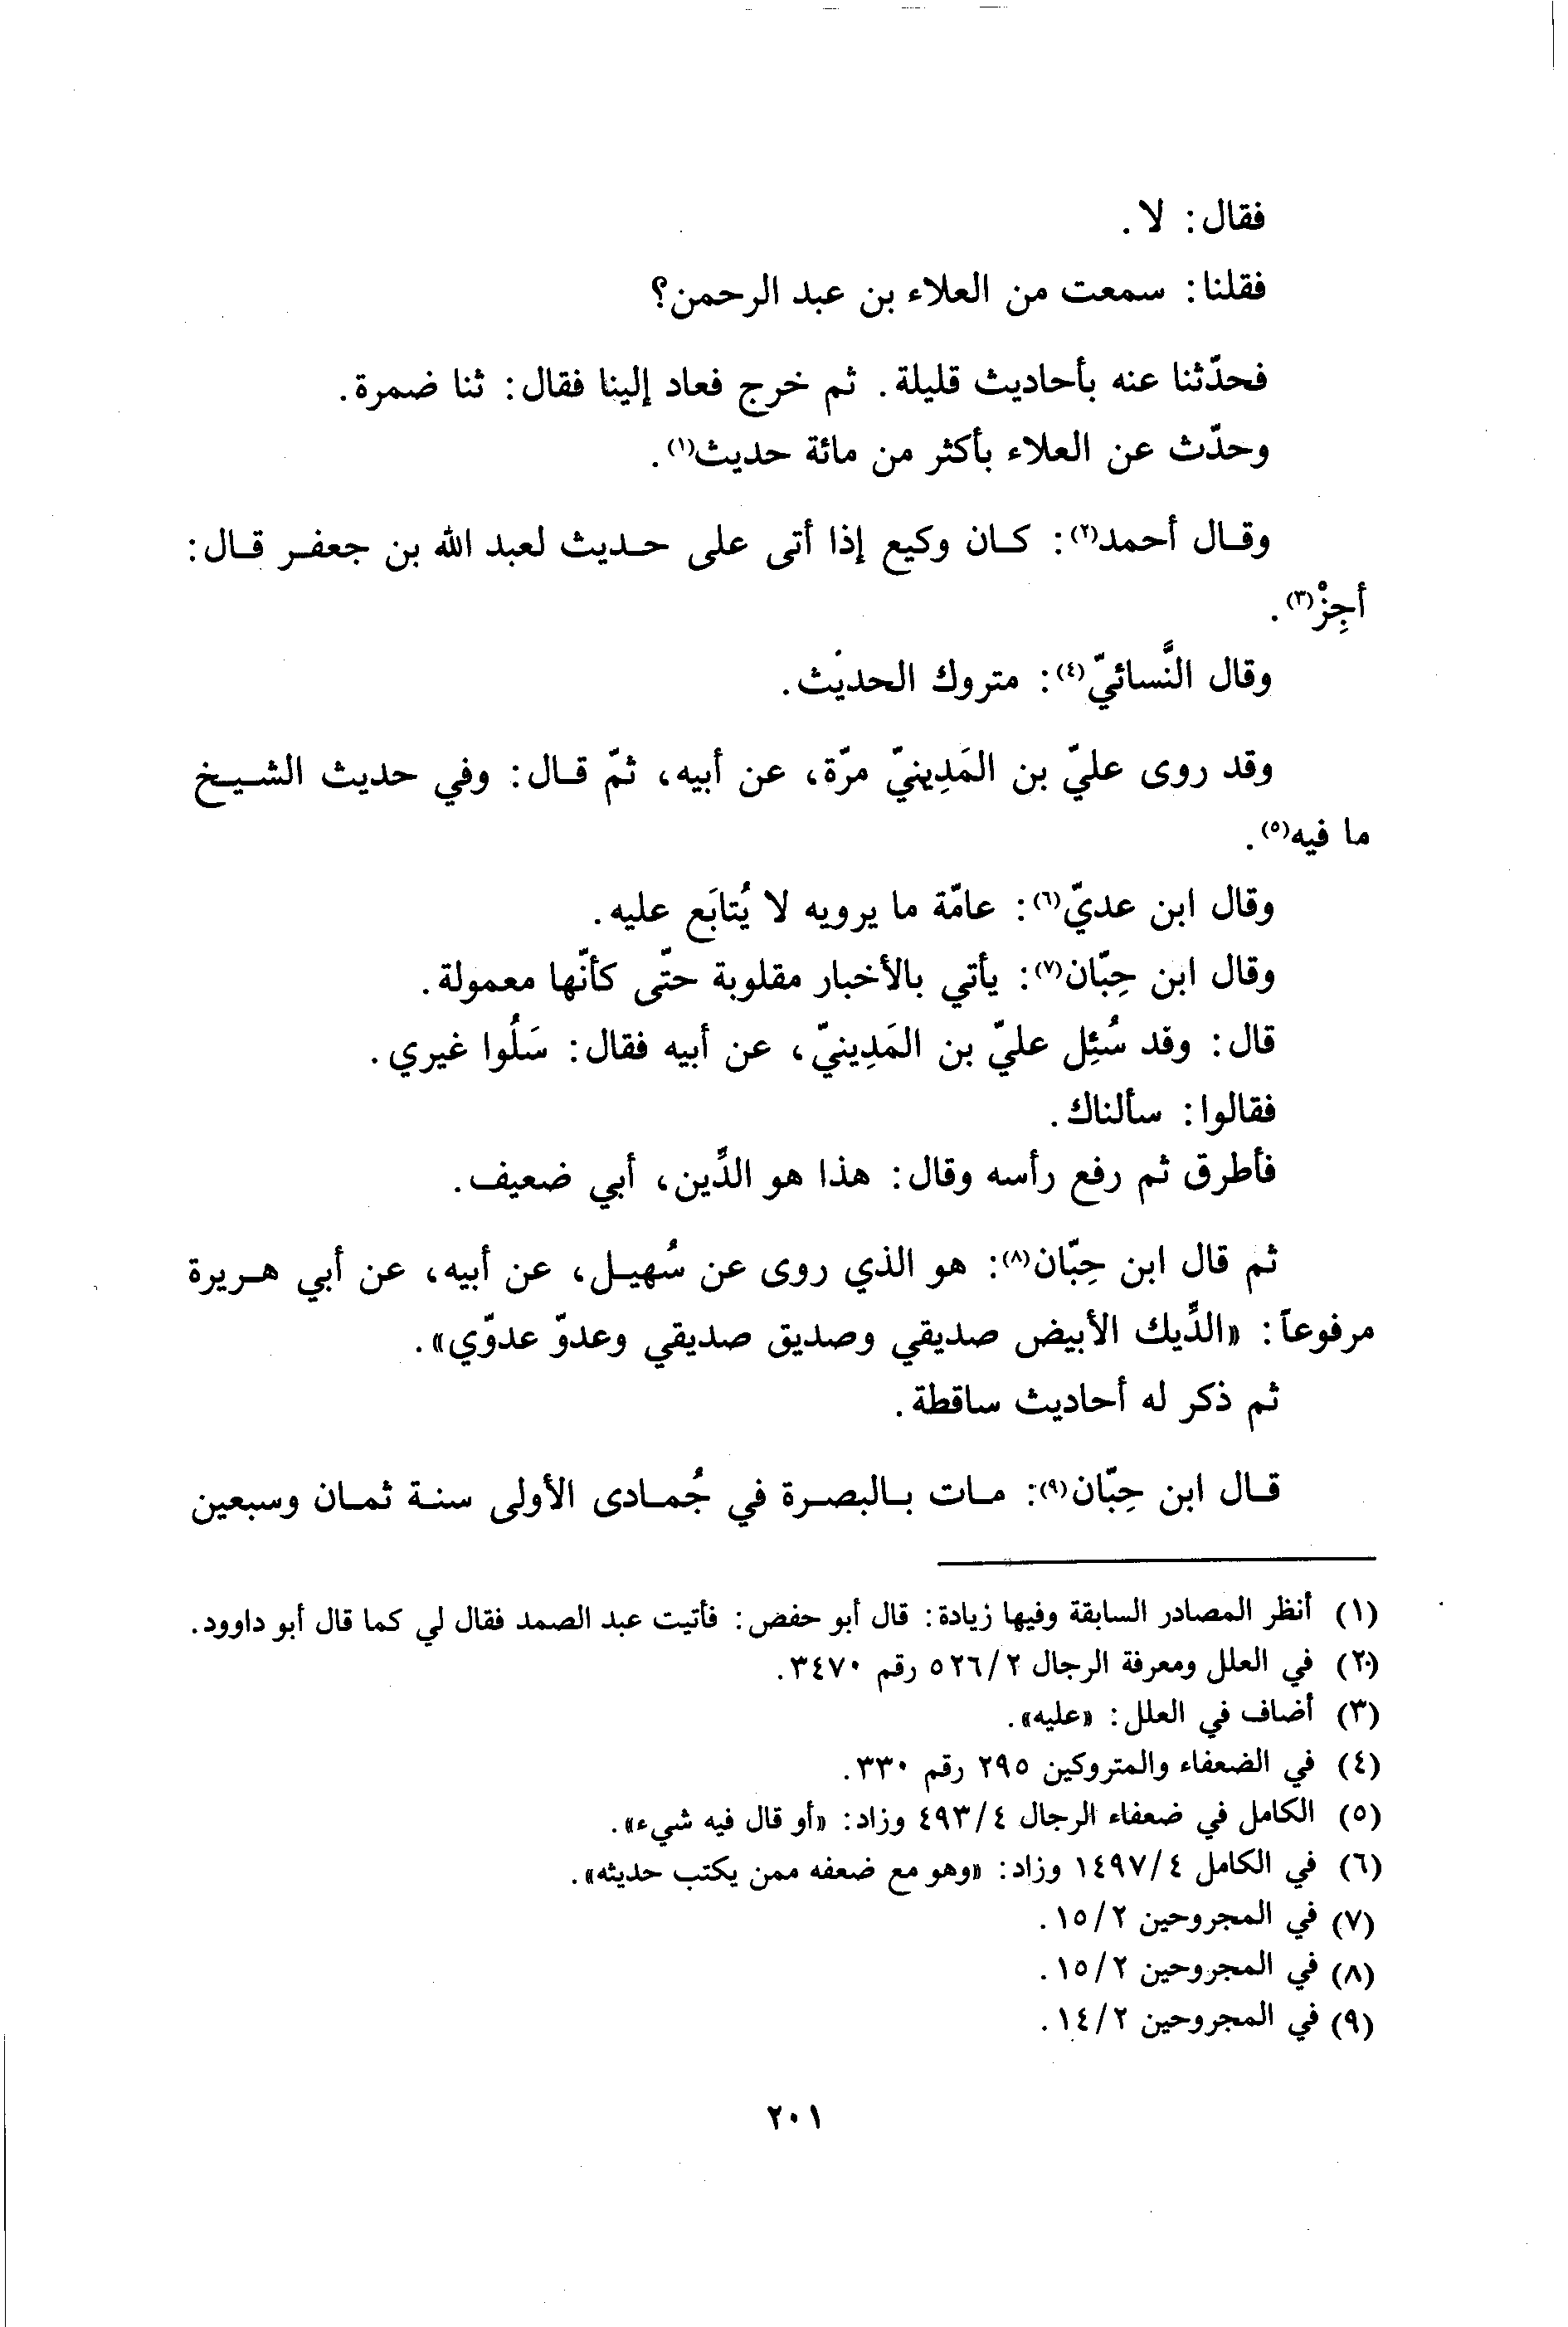 فقال: لا.
فقلنا: سمعت من العلاء بن عبد الرحمن؟
فحدّثنا عنه بأحاديث قليلة. ثم خرج فعاد إلينا فقال: ثنا ضمرة.
وحدّث عن العلاء بأكثر من مائة حديث(١).
وقال أحمد(٢): كان وكيع إذا أتى على حديث لعبد الله بن جعفر قال:
أجِزْ(٣).
وقال النَّسائيّ(٤): متروك الحديث.
وقد روى عليّ بن المَدِينيّ مرّة، عن أبيه، ثمّ قال: وفي حديث الشيخ
ما فيه(٥).
وقال ابن عديّ(٦): عامّة ما يرويه لا يُتابَع عليه.
وقال ابن حِبّان(٧): يأتي بالأخبار مقلوبة حتّى كأنّها معمولة.
قال: وقد سُئِل عليّ بن المَدِينيّ، عن أبيه فقال: سَلُوا غيري.
فقالوا: سألناك.
فأطرق ثم رفع رأسه وقال: هذا هو الدِّين، أبي ضعيف.
ثم قال ابن حِبّان(٨): هو الذي روى عن سُهيل، عن أبيه، عن أبي هريرة
مرفوعاً: «الدِّيك الأبيض صديقي وصديق صديقي وعدوّ عدوّي».
ثم ذكر له أحاديث ساقطة.
قال ابن حِبّان(٩): مات بالبصرة في جُمادى الأولى سنة ثمان وسبعين
(١) أنظر المصادر السابقة وفيها زيادة: قال أبو حفض: فأتيت عبد الصمد فقال لي كما قال أبو داوود.
(٢) في العلل ومعرفة الرجال ٥٢٦/٢ رقم ٣٤٧٠.
(٣) أضاف في العلل: «عليه».
(٤) في الضعفاء والمتروكين ٢٩٥ رقم ٣٣٠.
(٥) الكامل في ضعفاء الرجال ٤٩٣/٤ وزاد: «أو قال فيه شيء».
(٦) في الكامل ١٤٩٧/٤ وزاد: «وهو مع ضعفه ممن يكتب حديثه».
(٧) في المجروحين ١٥/٢.
(٨) في المجروحين ١٥/٢.
(٩) في المجروحين ١٤/٢.
٢٠١